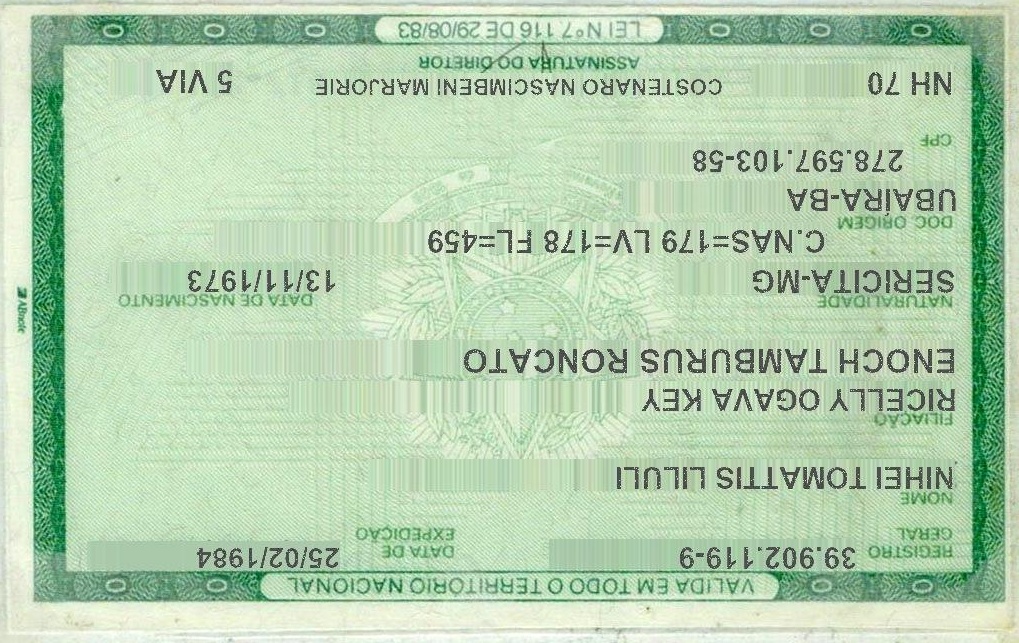 VALIDA EM TODO O TERRITÓRIO NACIONAL
REGISTRO GERAL 39.902.119-9 DATA DE EXPEDIÇÃO 25/02/1984
NOME
NIHEI TOMATTIS LILULI
FILIAÇÃO
RICELLY OGAVA KEY
ENOCH TAMBURUS RONCATO
NATURALIDADE DATA DE NASCIMENTO
SERICITA-MG 13/11/1973
C.NAS=179 LV=178 FL=459
DOC. ORIGEM
UBAÍRA-BA
278.597.103-58
CPF
NH 70 COSTENARO NASCIMBENI MARJORIE 5 VIA
ASSINATURA DO DIRETOR
LEI Nº 7.116 DE 29/08/83
ABnote